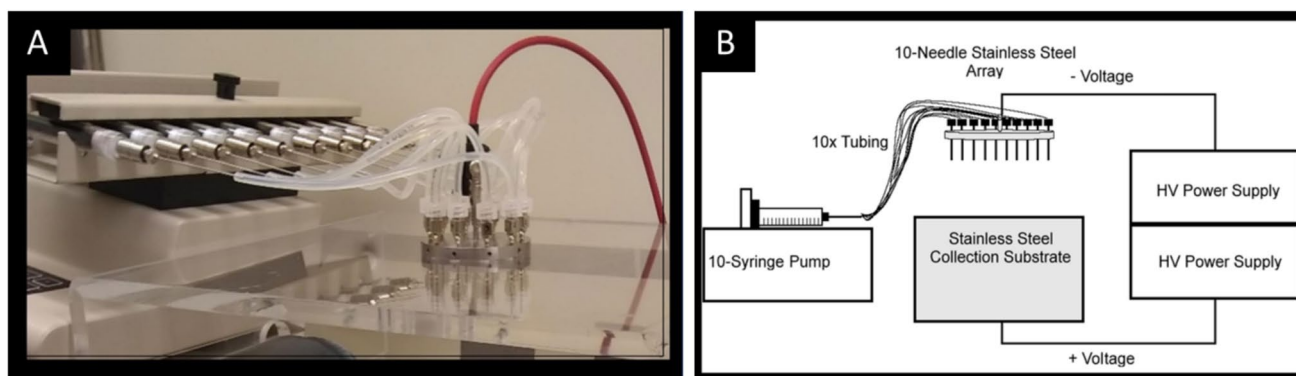 A
B
10-Needle Stainless Steel
Array
- Voltage
10x Tubing
HV Power Supply
Stainless Steel
Collection Substrate
10-Syringe Pump
HV Power Supply
+ Voltage